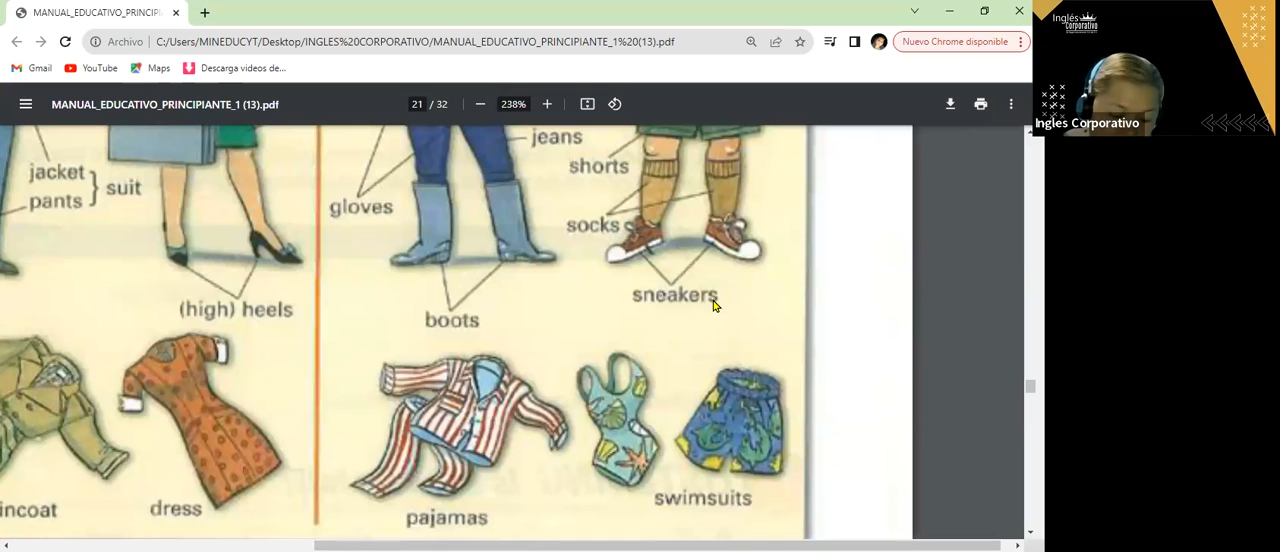 MANUAL_EDUCATIVO_PRINCIPI
Archivo
C:/Users/MINEDUCYT/Desktop/INGLES%20CORPORATIVO/MANUAL_EDUCATIVO_PRINCIPIANTE_1%20(13).pdf
Nuevo Chrome disponible
Gmail
YouTube
Maps
Descarga videos de...
MANUAL_EDUCATIVO_PRINCIPIANTE_1 (13).pdf
21 / 32
238%
Inglés
Corporativo
Ingles Corporativo
jacket
pants
suit
(high) heels
gloves
jeans
boots
shorts
socks
sneakers
incoat
dress
pajamas
swimsuits